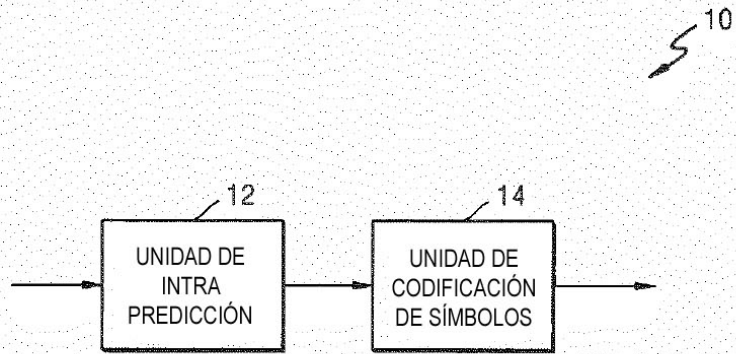 10
12
14
UNIDAD DE
INTRA
PREDICCIÓN
UNIDAD DE
CODIFICACIÓN
DE SÍMBOLOS